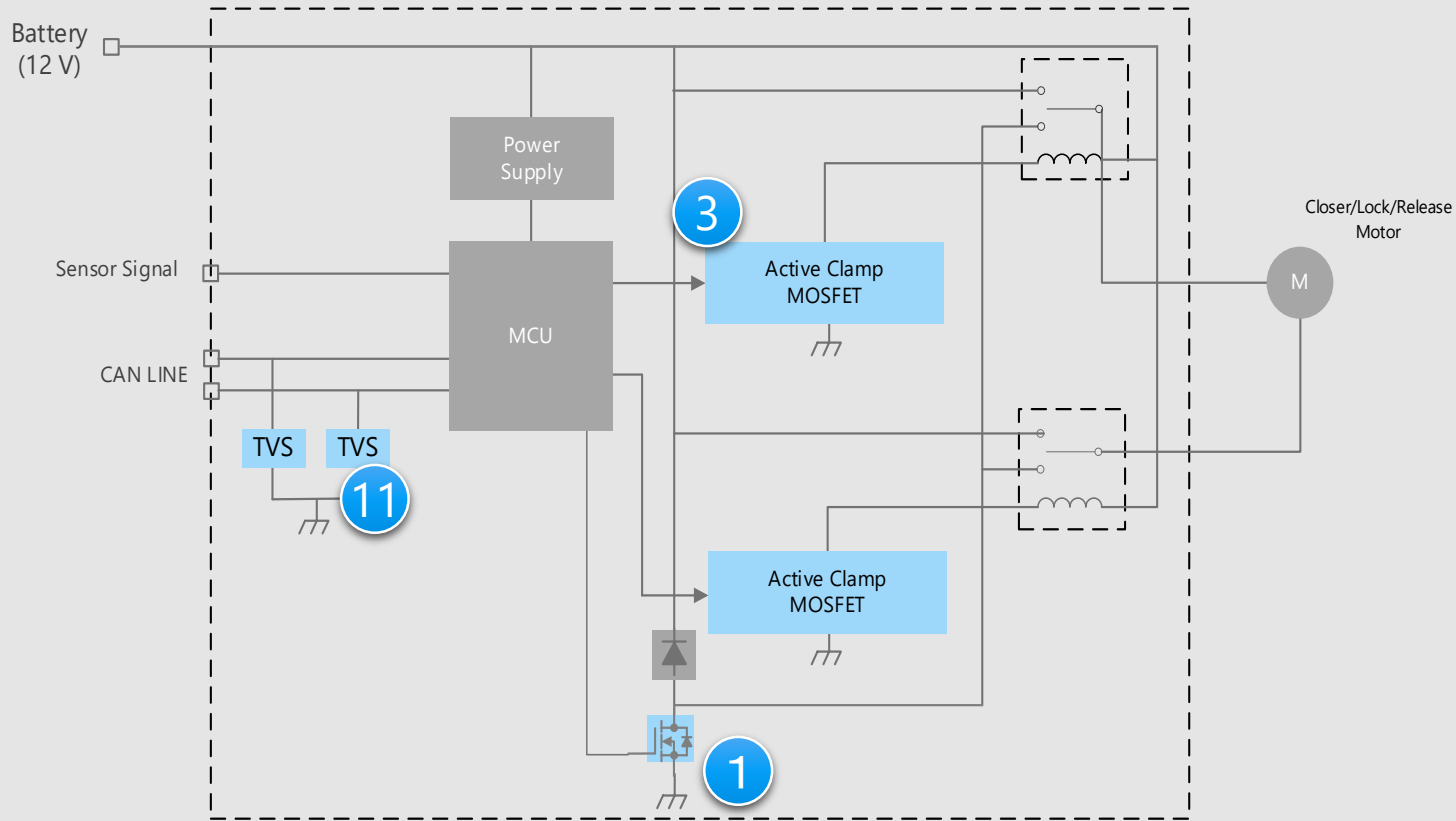 Battery
(12 V)
Power
Supply
3
Closer/Lock/Release
Motor
Sensor Signal
Active Clamp
MOSFET
M
MCU
CAN LINE
TVS
TVS
11
Active Clamp
MOSFET
1